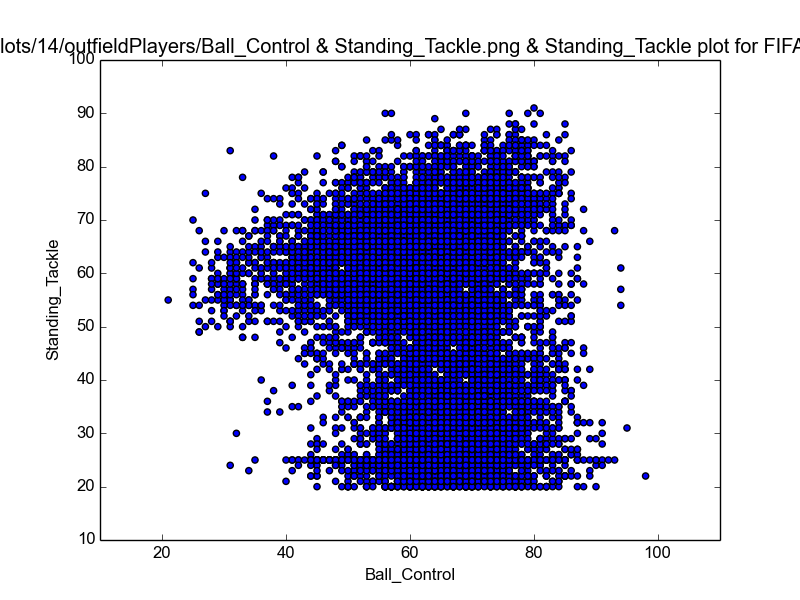 lots/14/outfieldPlayers/Ball_Control & Standing_Tackle.png & Standing_Tackle plot for FIFA
100
90
80
70
60
50
40
30
20
10
Standing_Tackle
20 40 60 80 100
Ball_Control